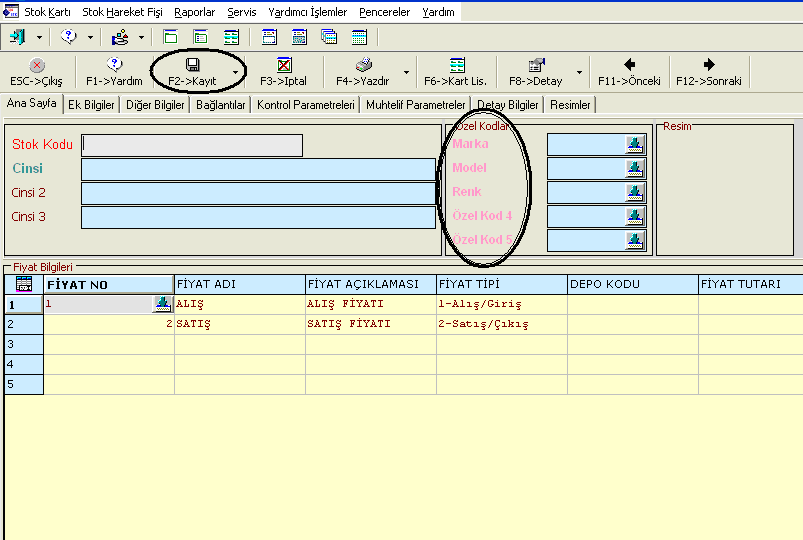 Stok Kartı Stok Hareket Fişi Raporlar Servis Yardımcı İşlemler Pencereler Yardım
ESC->Çıkış F1->Yardım F2->Kayıt F3->Iptal F4->Yazdır F6->Kart Lis. F8->Detay F11->Önceki F12->Sonraki
Ana Sayfa Ek Bilgiler Diğer Bilgiler Bağlantılar Kontrol Parametreleri Muhtelif Parametreler Detay Bilgiler Resimler
Özel Kodlar Resim
Stok Kodu Marka
Cinsi Model
Cinsi 2 Renk
Cinsi 3 Özel Kod 4
Özel Kod 5
Fiyat Bilgileri
FİYAT NO FİYAT ADI FİYAT AÇIKLAMASI FİYAT TİPİ DEPO KODU FİYAT TUTARI
1 1 ALIŞ ALIŞ FİYATI 1-Alış/Giriş
2 2 SATIŞ SATIŞ FİYATI 2-Satış/Çıkış
3
4
5